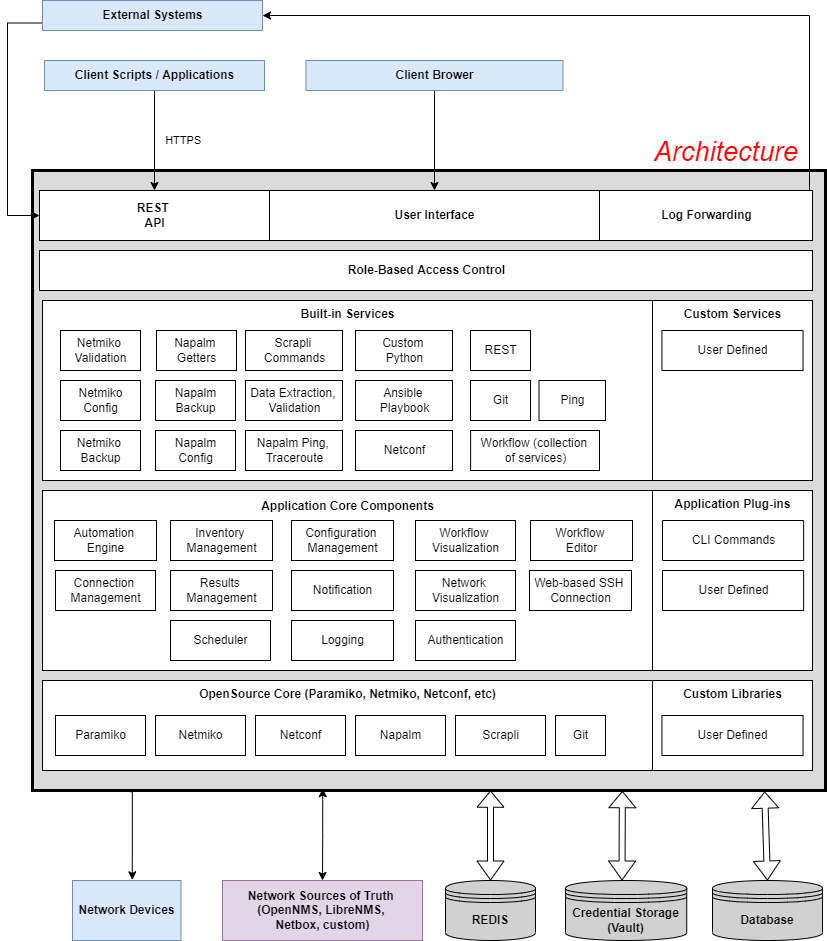 External Systems
Client Scripts / Applications
Client Brower
HTTPS
Architecture
REST
API
User Interface
Log Forwarding
Role-Based Access Control
Built-in Services
Custom Services
Netmiko
Validation
Napalm
Getters
Scrapli
Commands
Custom
Python
REST
User Defined
Netmiko
Config
Napalm
Backup
Data Extraction,
Validation
Ansible
Playbook
Git
Ping
Netmiko
Backup
Napalm
Config
Napalm Ping,
Traceroute
Netconf
Workflow (collection
of services)
Application Core Components
Application Plug-ins
Automation
Engine
Inventory
Management
Configuration
Management
Workflow
Visualization
Workflow
Editor
CLI Commands
Connection
Management
Results
Management
Notification
Network
Visualization
Web-based SSH
Connection
User Defined
Scheduler
Logging
Authentication
OpenSource Core (Paramiko, Netmiko, Netconf, etc)
Custom Libraries
Paramiko
Netmiko
Netconf
Napalm
Scrapli
Git
User Defined
Network Devices
Network Sources of Truth
(OpenNMS, LibreNMS,
Netbox, custom)
REDIS
Credential Storage
(Vault)
Database